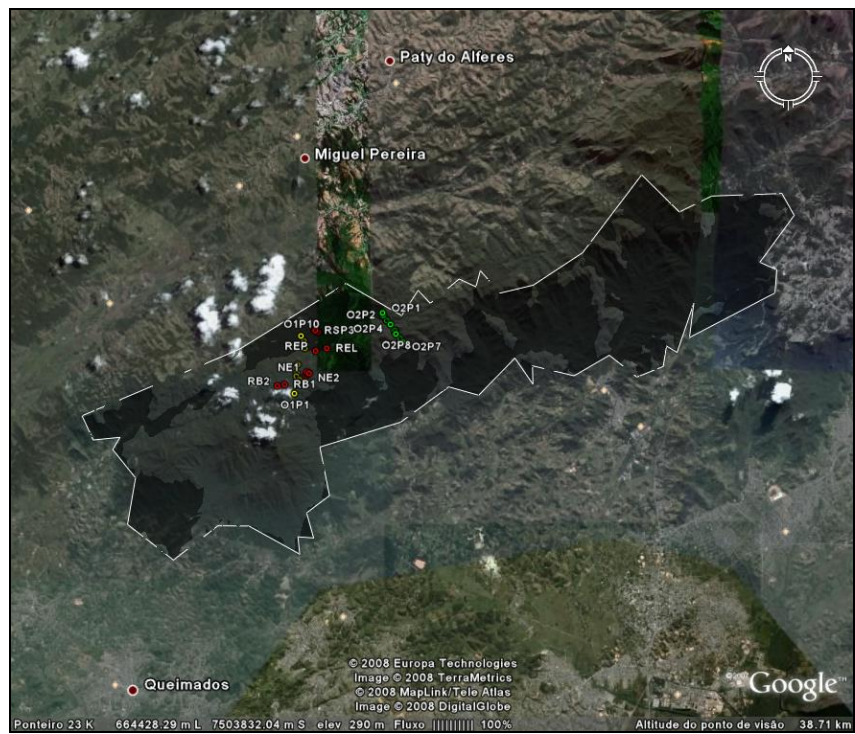 Paty do Alferes
N
Miguel Pereira
O2P2 O2P1
O1P10 RSP3 O2P4
REP REL O2P8 O2P7
NE1 NE2
RB2 RB1
O1P1
Queimados
© 2008 Europa Technologies
Image © 2008 TerraMetrics
© 2008 MapLink/Tele Atlas
Image © 2008 DigitalGlobe
Google™
Ponteiro 23 K 664428.29 m L 7503832.04 m S elev 290 m Fluxo |||||||||| 100% Altitude do ponto de visão 38.71 km